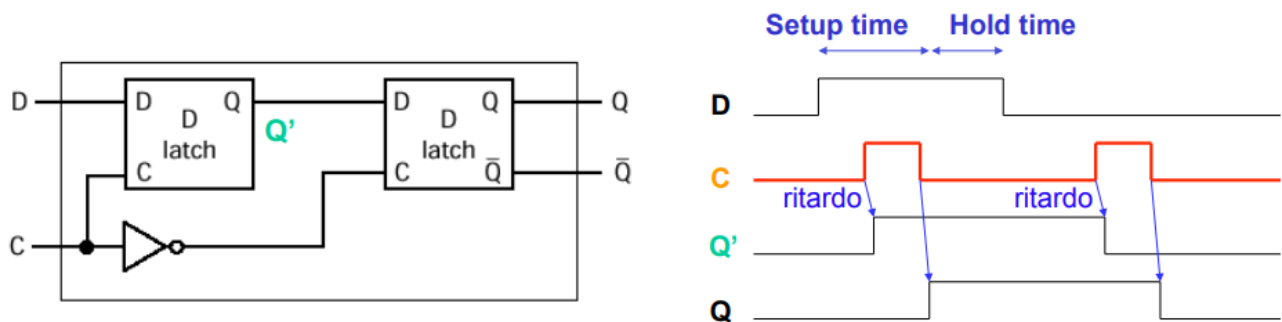 D
D Q
D
latch
C
Q’
D Q
D
latch
C Q̅
Q
Q̅
C
Setup time Hold time
D
C
ritardo ritardo
Q’
Q